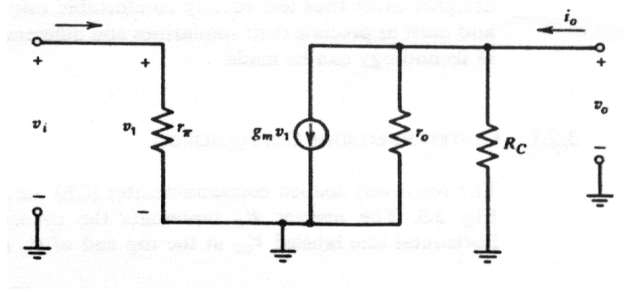 i_o
+
+
+
v_i
v_1
r_π
g_m v_1
r_o
R_C
v_o
−
−
−